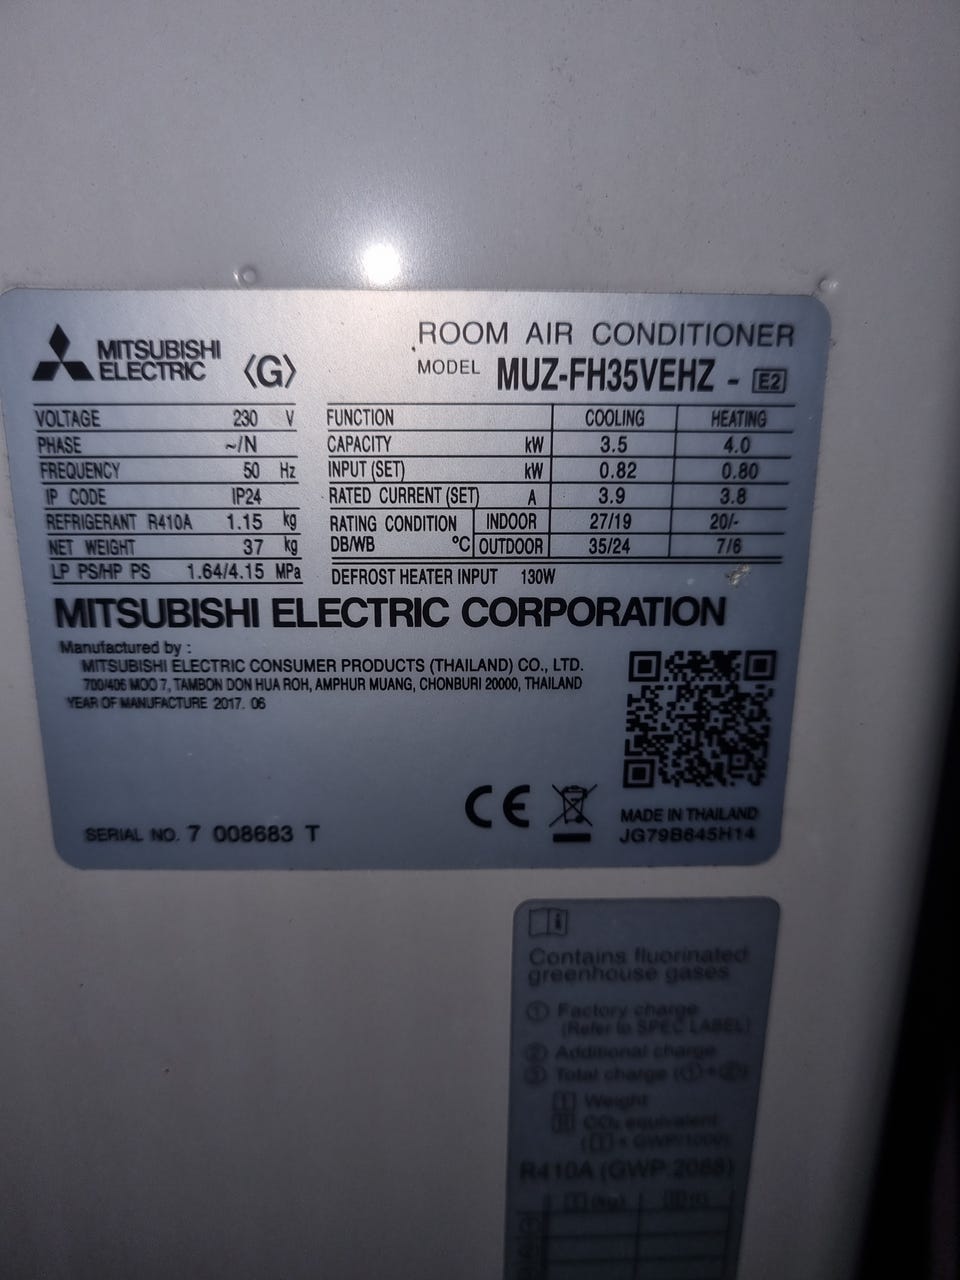 MITSUBISHI
ELECTRIC
〈G〉
ROOM AIR CONDITIONER
MODEL MUZ-FH35VEHZ - E2
VOLTAGE 230 V
PHASE ~/N
FREQUENCY 50 Hz
IP CODE IP24
REFRIGERANT R410A 1.15 kg
NET WEIGHT 37 kg
LP PS/HP PS 1.64/4.15 MPa
FUNCTION COOLING HEATING
CAPACITY kW 3.5 4.0
INPUT (SET) kW 0.82 0.80
RATED CURRENT (SET) A 3.9 3.8
RATING CONDITION INDOOR 27/19 20/-
DB/WB °C OUTDOOR 35/24 7/6
DEFROST HEATER INPUT 130W
MITSUBISHI ELECTRIC CORPORATION
Manufactured by :
MITSUBISHI ELECTRIC CONSUMER PRODUCTS (THAILAND) CO., LTD.
700/406 MOO 7, TAMBON DON HUA ROH, AMPHUR MUANG, CHONBURI 20000, THAILAND
YEAR OF MANUFACTURE 2017. 06
CE
MADE IN THAILAND
JG79B645H14
SERIAL NO. 7 008683 T
i
Contains fluorinated
greenhouse gases
① Factory charge
(Refer to SPEC LABEL)
② Additional charge
③ Total charge (①+②)
Weight
CO₂ equivalent
R410A (GWP:2088)